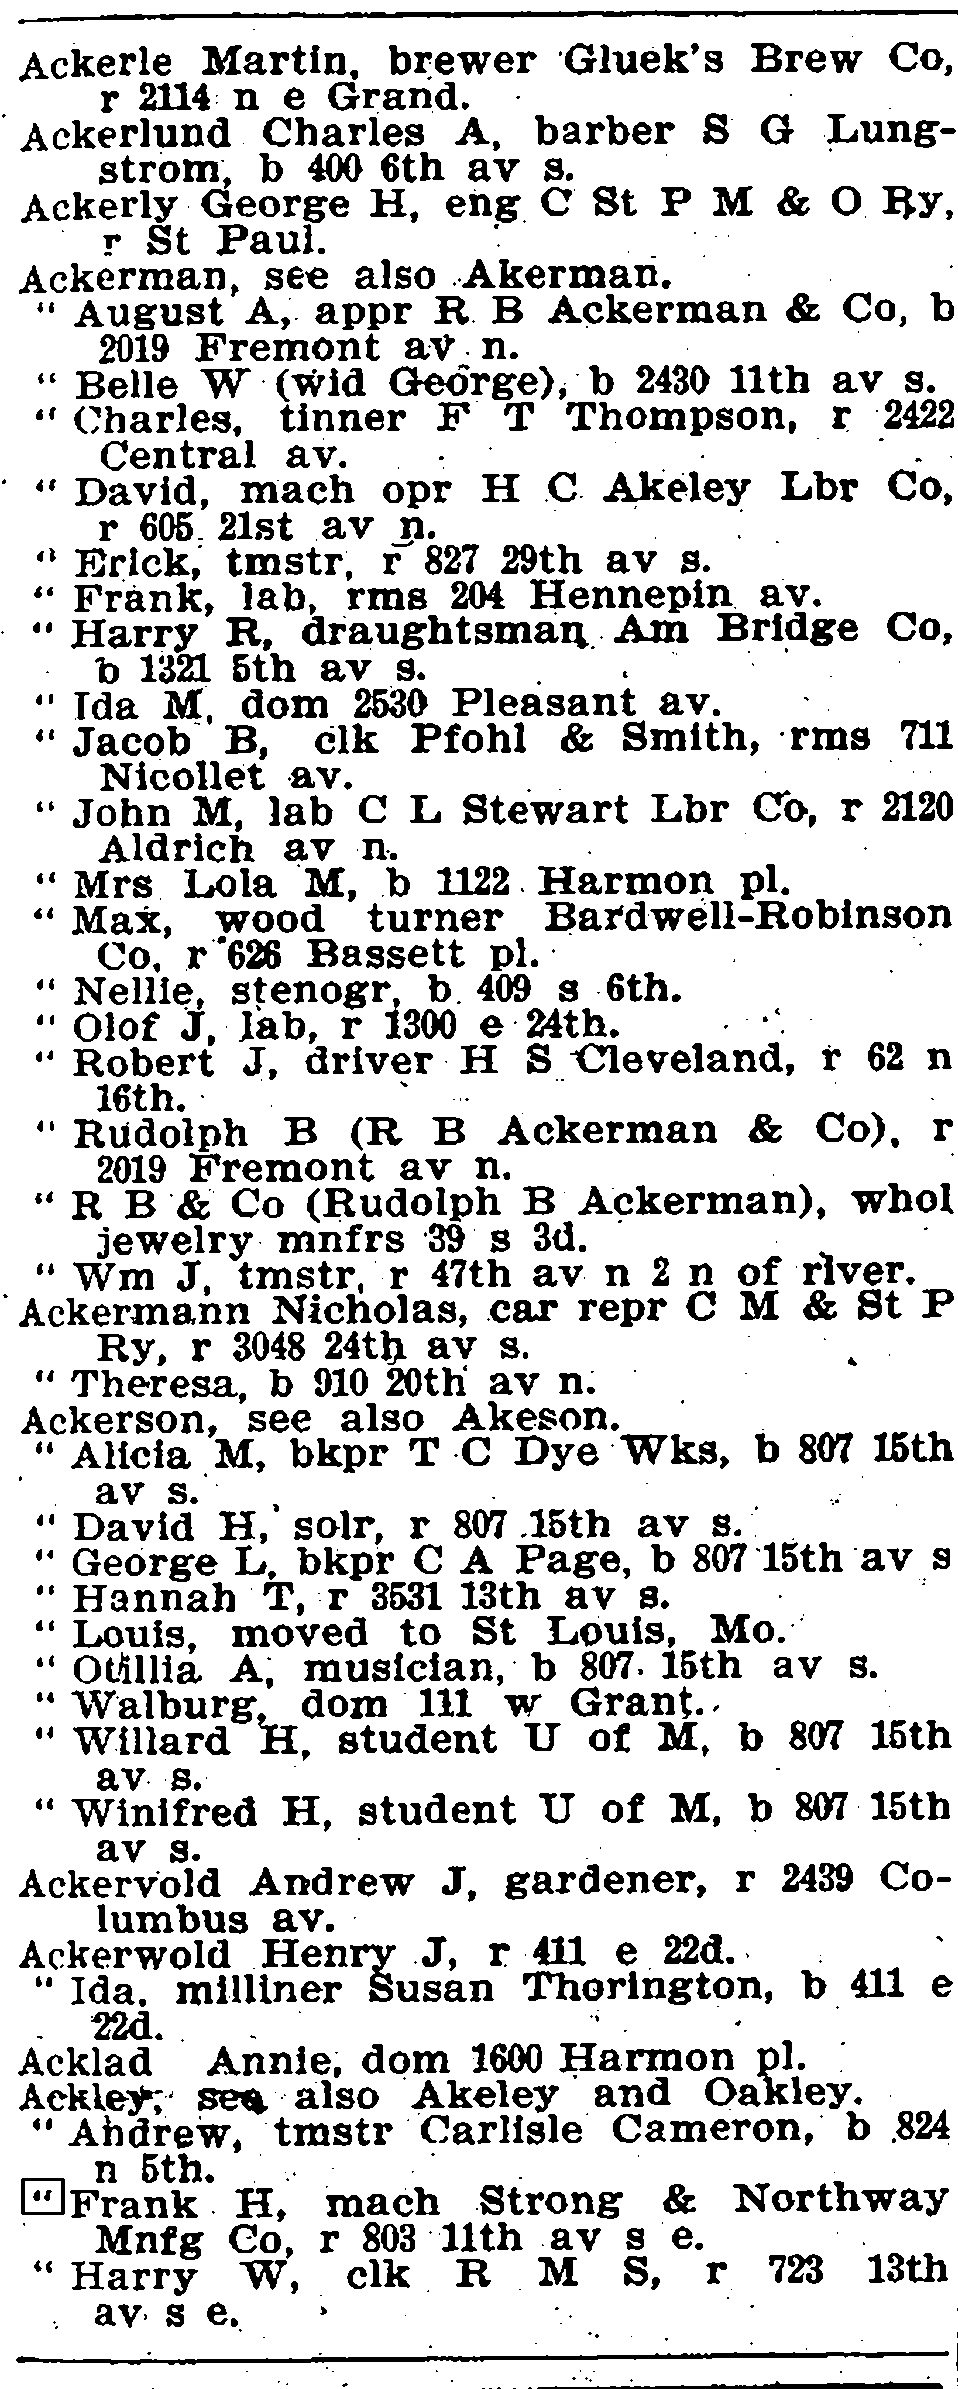 Ackerle Martin, brewer Gluek's Brew Co,
r 2114 n e Grand.
Ackerlund Charles A, barber S G Lung-
strom, b 400 6th av s.
Ackerly George H, eng C St P M & O Ry,
r St Paul.
Ackerman, see also Akerman.
" August A, appr R B Ackerman & Co, b
2019 Fremont av n.
" Belle W (wid George), b 2430 11th av s.
" Charles, tinner F T Thompson, r 2422
Central av.
" David, mach opr H C Akeley Lbr Co,
r 605 21st av n.
" Erick, tmstr, r 827 29th av s.
" Frank, lab, rms 204 Hennepin av.
" Harry R, draughtsman Am Bridge Co,
b 1321 5th av s.
" Ida M, dom 2530 Pleasant av.
" Jacob B, clk Pfohl & Smith, rms 711
Nicollet av.
" John M, lab C L Stewart Lbr Co, r 2120
Aldrich av n.
" Mrs Lola M, b 1122 Harmon pl.
" Max, wood turner Bardwell-Robinson
Co, r 626 Bassett pl.
" Nellie, stenogr, b 409 s 6th.
" Olof J, lab, r 1300 e 24th.
" Robert J, driver H S Cleveland, r 62 n
16th.
" Rudolph B (R B Ackerman & Co), r
2019 Fremont av n.
" R B & Co (Rudolph B Ackerman), whol
jewelry mnfrs 39 s 3d.
" Wm J, tmstr, r 47th av n 2 n of river.
Ackermann Nicholas, car repr C M & St P
Ry, r 3048 24th av s.
" Theresa, b 910 20th av n.
Ackerson, see also Akeson.
" Alicia M, bkpr T C Dye Wks, b 807 15th
av s.
" David H, solr, r 807 15th av s.
" George L, bkpr C A Page, b 807 15th av s
" Hannah T, r 3531 13th av s.
" Louis, moved to St Louis, Mo.
" Otillia A, musician, b 807 15th av s.
" Walburg, dom 111 w Grant.
" Willard H, student U of M, b 807 15th
av s.
" Winifred H, student U of M, b 807 15th
av s.
Ackervold Andrew J, gardener, r 2439 Co-
lumbus av.
Ackerwold Henry J, r 411 e 22d.
" Ida, milliner Susan Thorington, b 411 e
22d.
Acklad Annie, dom 1600 Harmon pl.
Ackley, see also Akeley and Oakley.
" Andrew, tmstr Carlisle Cameron, b 824
n 5th.
" Frank H, mach Strong & Northway
Mnfg Co, r 803 11th av s e.
" Harry W, clk R M S, r 723 13th
av s e.